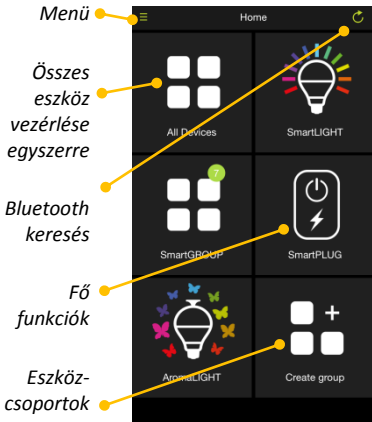 Menü
Home
Összes
eszköz
vezérlése
egyszerre
All Devices
SmartLIGHT
Bluetooth
keresés
7
SmartGROUP
SmartPLUG
Fő
funkciók
AromaLIGHT
Create group
Eszköz-
csoportok